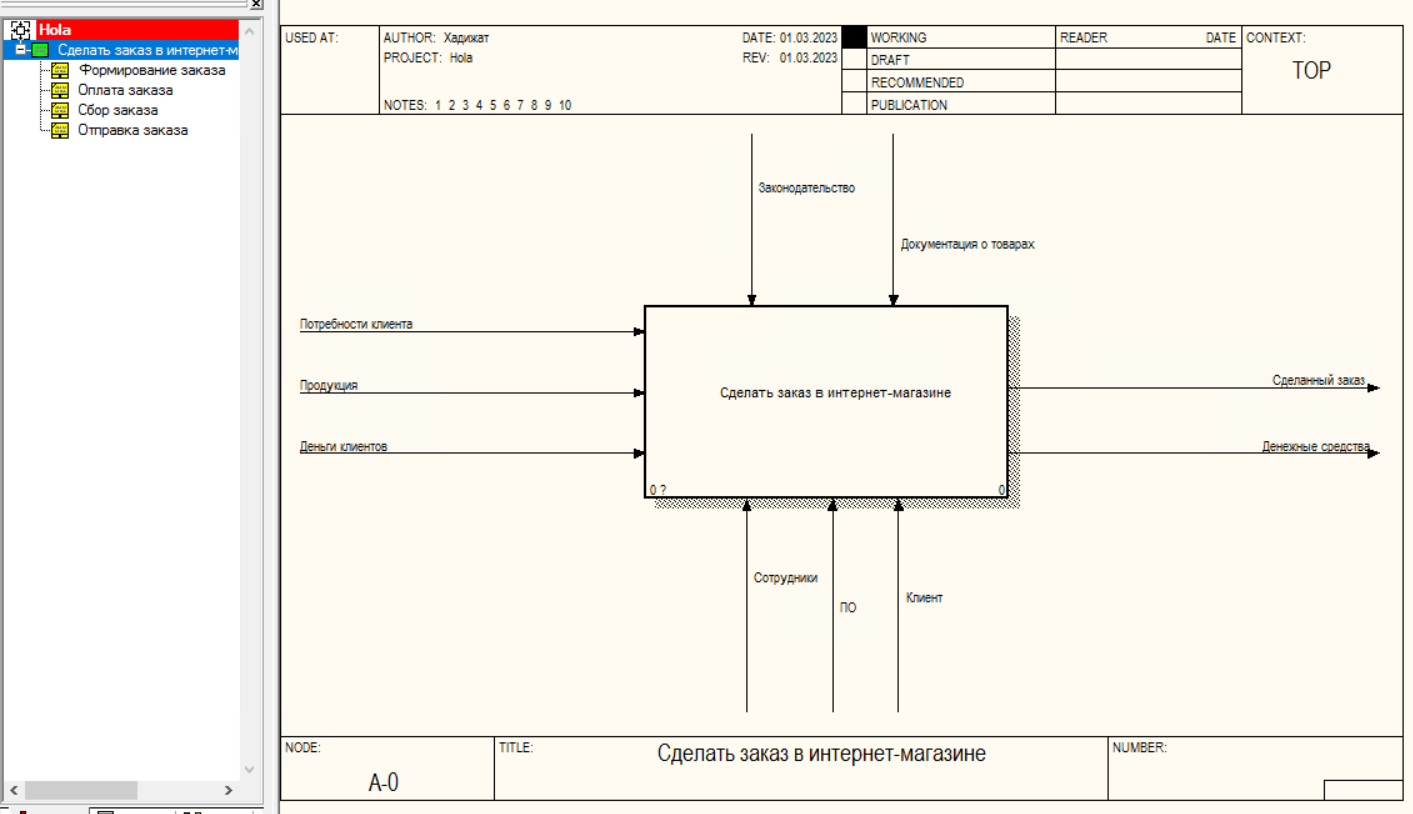 Hola
Сделать заказ в интернет-м
Формирование заказа
Оплата заказа
Сбор заказа
Отправка заказа
USED AT:
AUTHOR: Хадижат
DATE: 01.03.2023
PROJECT: Hola
REV: 01.03.2023
NOTES: 1 2 3 4 5 6 7 8 9 10
WORKING
DRAFT
RECOMMENDED
PUBLICATION
READER
DATE
CONTEXT:
TOP
Законодательство
Документация о товарах
Потребности клиента
Продукция
Деньги клиентов
Сделать заказ в интернет-магазине
0 ?
0
Сделанный заказ
Денежные средства
Сотрудники
ПО
Клиент
NODE:
A-0
TITLE:
Сделать заказ в интернет-магазине
NUMBER: